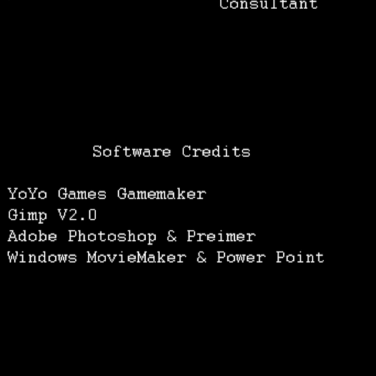 Consultant
Software Credits
YoYo Games Gamemaker
Gimp V2.0
Adobe Photoshop & Preimer
Windows MovieMaker & Power Point